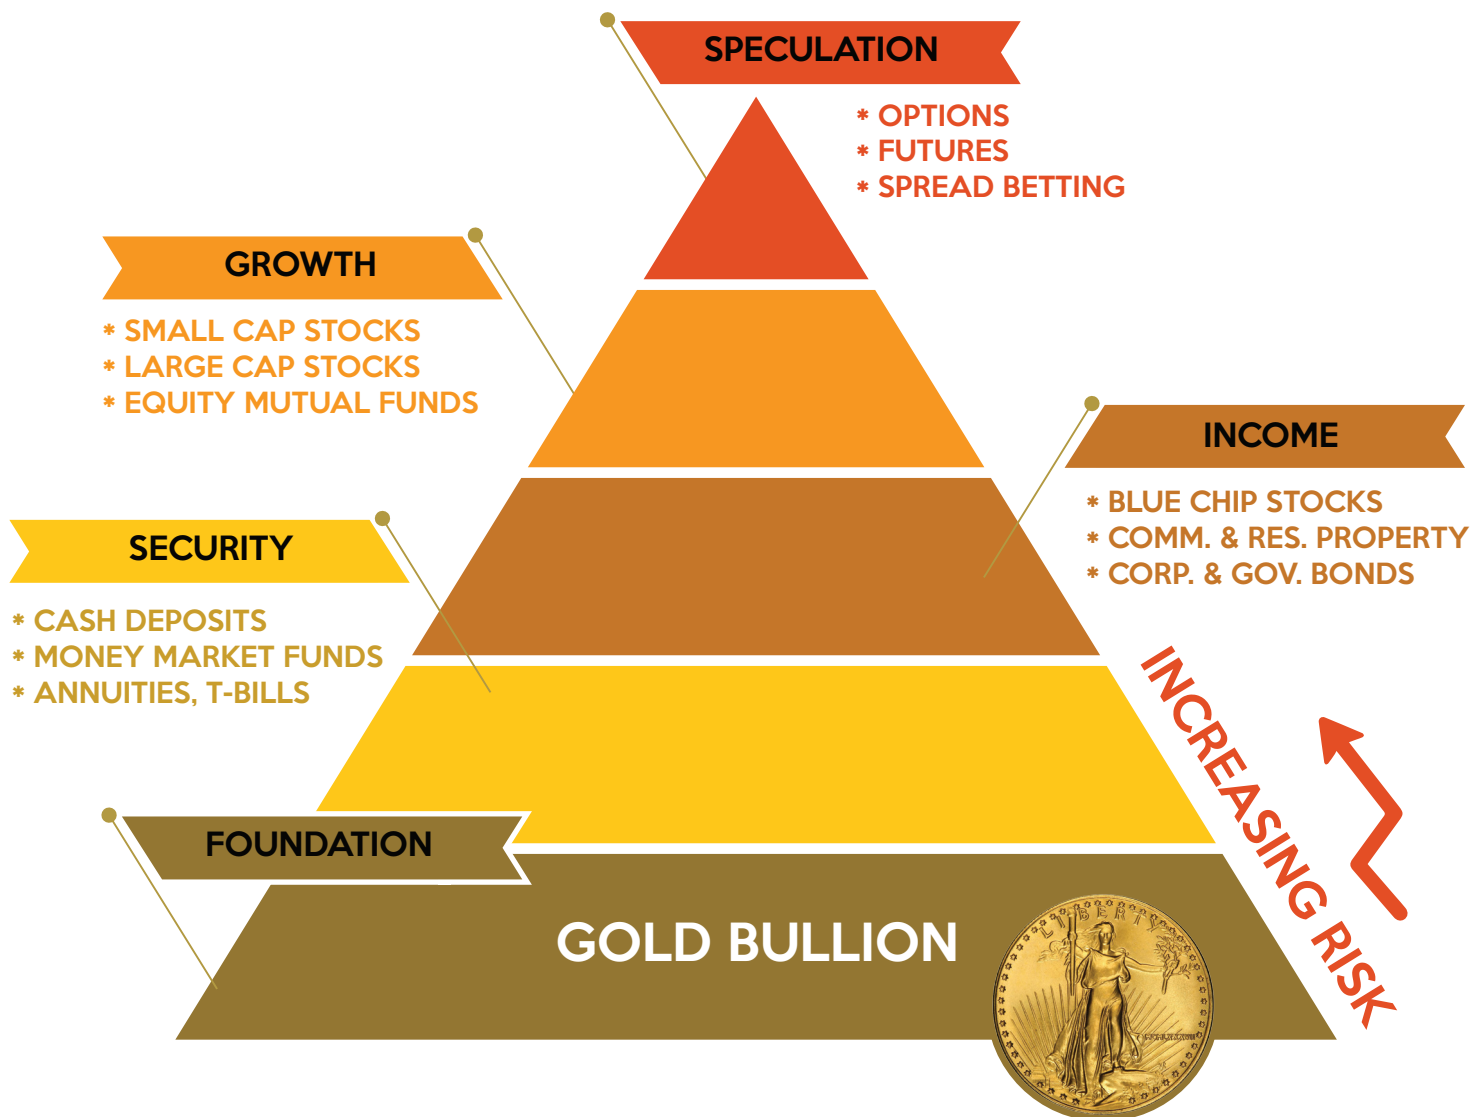 SPECULATION
* OPTIONS
* FUTURES
* SPREAD BETTING
GROWTH
* SMALL CAP STOCKS
* LARGE CAP STOCKS
* EQUITY MUTUAL FUNDS
INCOME
* BLUE CHIP STOCKS
* COMM. & RES. PROPERTY
* CORP. & GOV. BONDS
SECURITY
* CASH DEPOSITS
* MONEY MARKET FUNDS
* ANNUITIES, T-BILLS
INCREASING RISK
FOUNDATION
GOLD BULLION
LIBERTY